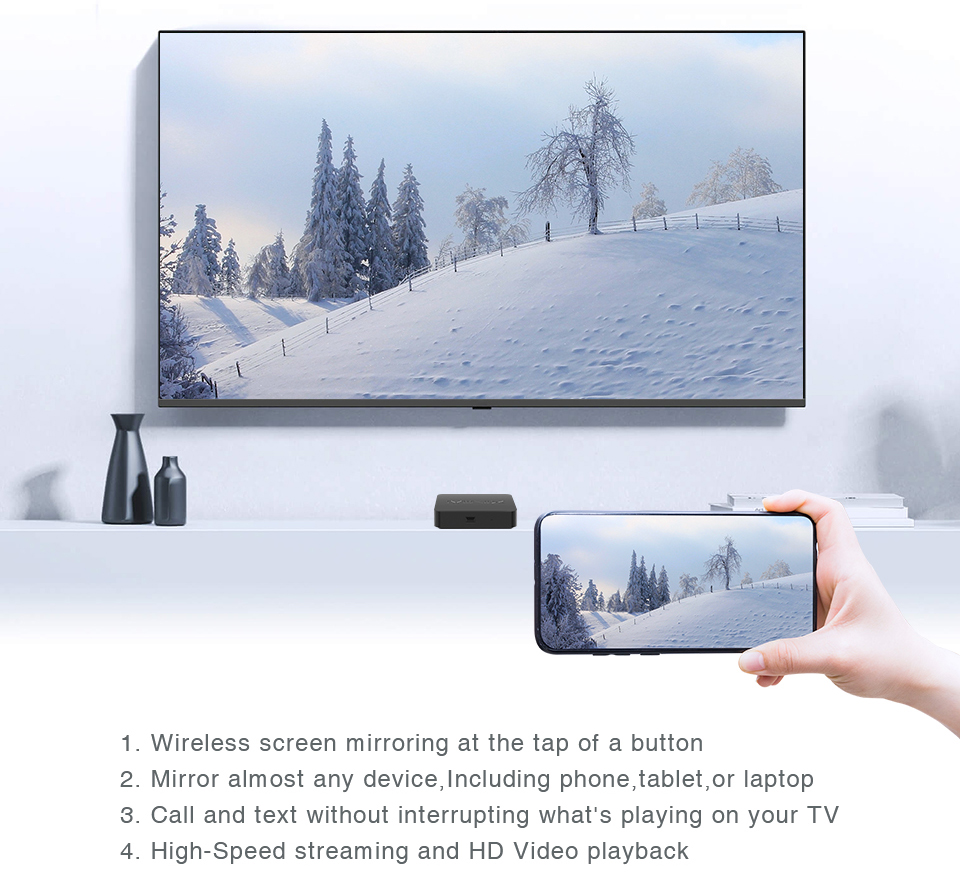 1. Wireless screen mirroring at the tap of a button
2. Mirror almost any device,Including phone,tablet,or laptop
3. Call and text without interrupting what's playing on your TV
4. High-Speed streaming and HD Video playback